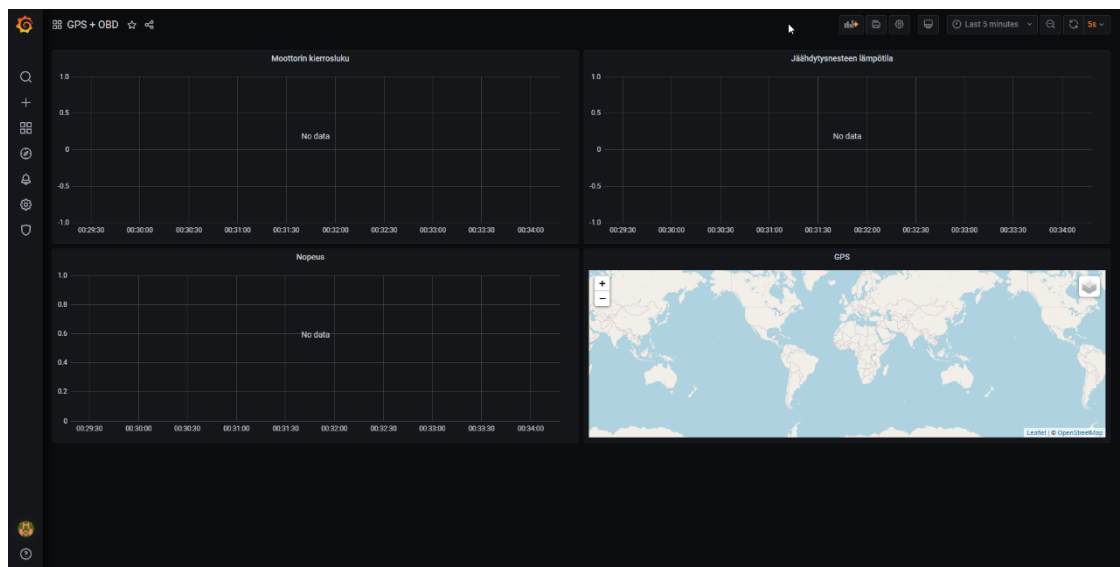 GPS + OBD
Last 5 minutes
5s
Moottorin kierrosluku
1.0
0.5
No data
0
-0.5
-1.0
00:29:30 00:30:00 00:30:30 00:31:00 00:31:30 00:32:00 00:32:30 00:33:00 00:33:30 00:34:00
Jäähdytysnesteen lämpötila
1.0
0.5
No data
0
-0.5
-1.0
00:29:30 00:30:00 00:30:30 00:31:00 00:31:30 00:32:00 00:32:30 00:33:00 00:33:30 00:34:00
Nopeus
1.0
0.8
0.6
No data
0.4
0.2
0
00:29:30 00:30:00 00:30:30 00:31:00 00:31:30 00:32:00 00:32:30 00:33:00 00:33:30 00:34:00
GPS
+
−
Leaflet | © OpenStreetMap